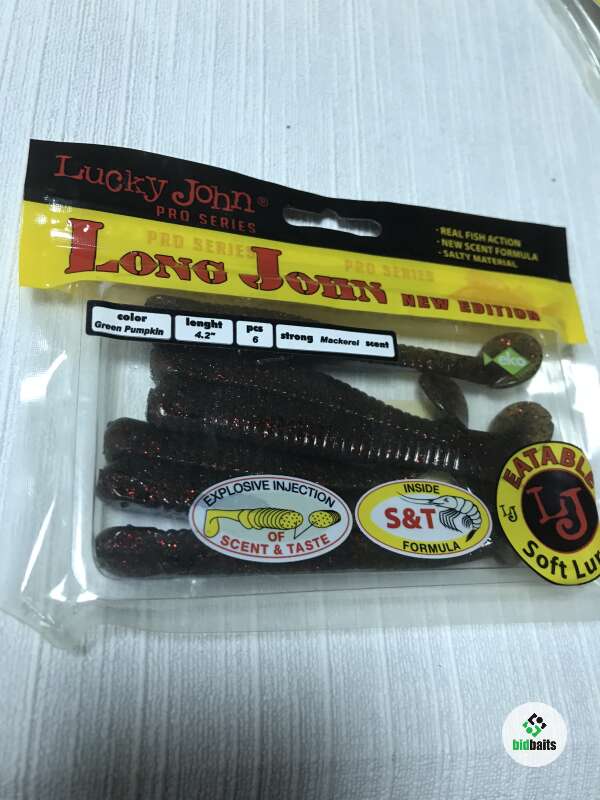 Lucky John®
PRO SERIES
· REAL FISH ACTION
· NEW SCENT FORMULA
· SALTY MATERIAL
PRO SERIES PRO SERIES
LONG JOHN NEW EDITION
color
Green Pumpkin
lenght
4.2"
pcs
6
strong Mackerel scent
eko
EXPLOSIVE INJECTION
OF
SCENT & TASTE
INSIDE
S&T
FORMULA
EATABLE
LJ
LJ
Soft Lur
bidbaits